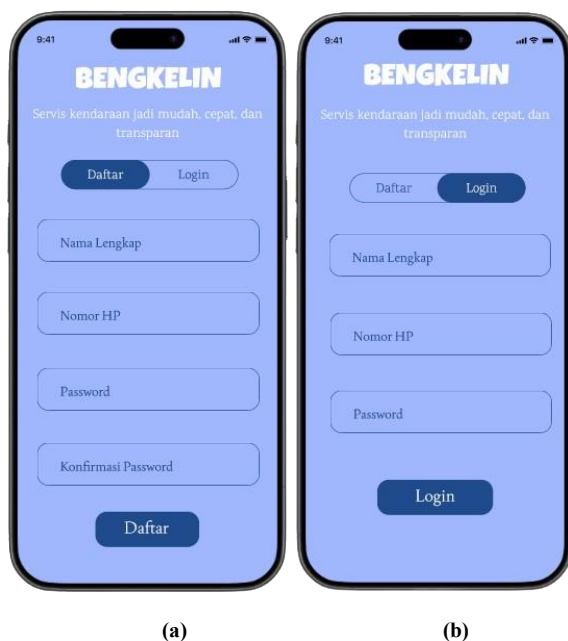 9:41
BENGKELIN
Servis kendaraan jadi mudah, cepat, dan
transparan
Daftar Login
Nama Lengkap
Nomor HP
Password
Konfirmasi Password
Daftar
(a)
9:41
BENGKELIN
Servis kendaraan jadi mudah, cepat, dan
transparan
Daftar Login
Nama Lengkap
Nomor HP
Password
Login
(b)